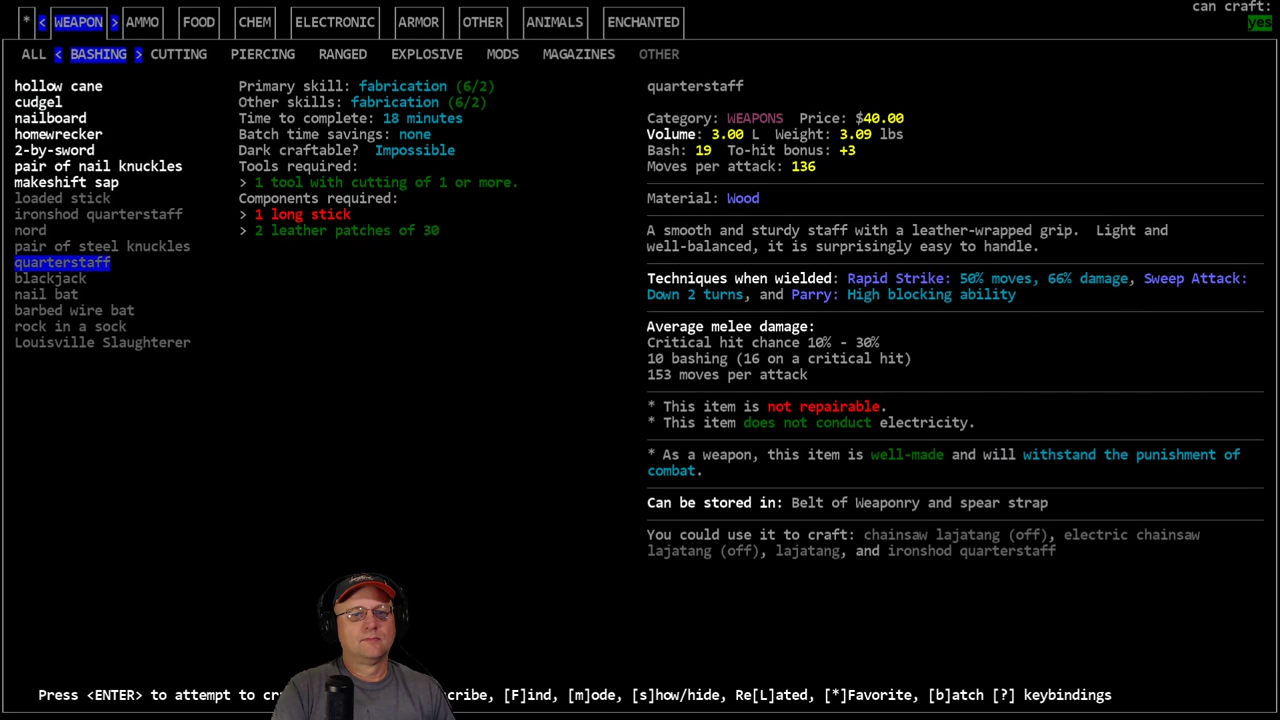 can craft:
* < WEAPON > AMMO FOOD CHEM ELECTRONIC ARMOR OTHER ANIMALS ENCHANTED yes
ALL < BASHING > CUTTING PIERCING RANGED EXPLOSIVE MODS MAGAZINES OTHER
hollow cane
cudgel
nailboard
homewrecker
2-by-sword
pair of nail knuckles
makeshift sap
loaded stick
ironshod quarterstaff
nord
pair of steel knuckles
quarterstaff
blackjack
nail bat
barbed wire bat
rock in a sock
Louisville Slaughterer
Primary skill: fabrication (6/2)
Other skills: fabrication (6/2)
Time to complete: 18 minutes
Batch time savings: none
Dark craftable? Impossible
Tools required:
> 1 tool with cutting of 1 or more.
Components required:
> 1 long stick
> 2 leather patches of 30
quarterstaff
Category: WEAPONS Price: $40.00
Volume: 3.00 L Weight: 3.09 lbs
Bash: 19 To-hit bonus: +3
Moves per attack: 136
Material: Wood
A smooth and sturdy staff with a leather-wrapped grip. Light and
well-balanced, it is surprisingly easy to handle.
Techniques when wielded: Rapid Strike: 50% moves, 66% damage, Sweep Attack:
Down 2 turns, and Parry: High blocking ability
Average melee damage:
Critical hit chance 10% - 30%
10 bashing (16 on a critical hit)
153 moves per attack
* This item is not repairable.
* This item does not conduct electricity.
* As a weapon, this item is well-made and will withstand the punishment of
combat.
Can be stored in: Belt of Weaponry and spear strap
You could use it to craft: chainsaw lajatang (off), electric chainsaw
lajatang (off), lajatang, and ironshod quarterstaff
Press <ENTER> to attempt to cr cribe, [F]ind, [m]ode, [s]how/hide, Re[L]ated, [*]Favorite, [b]atch [?] keybindings